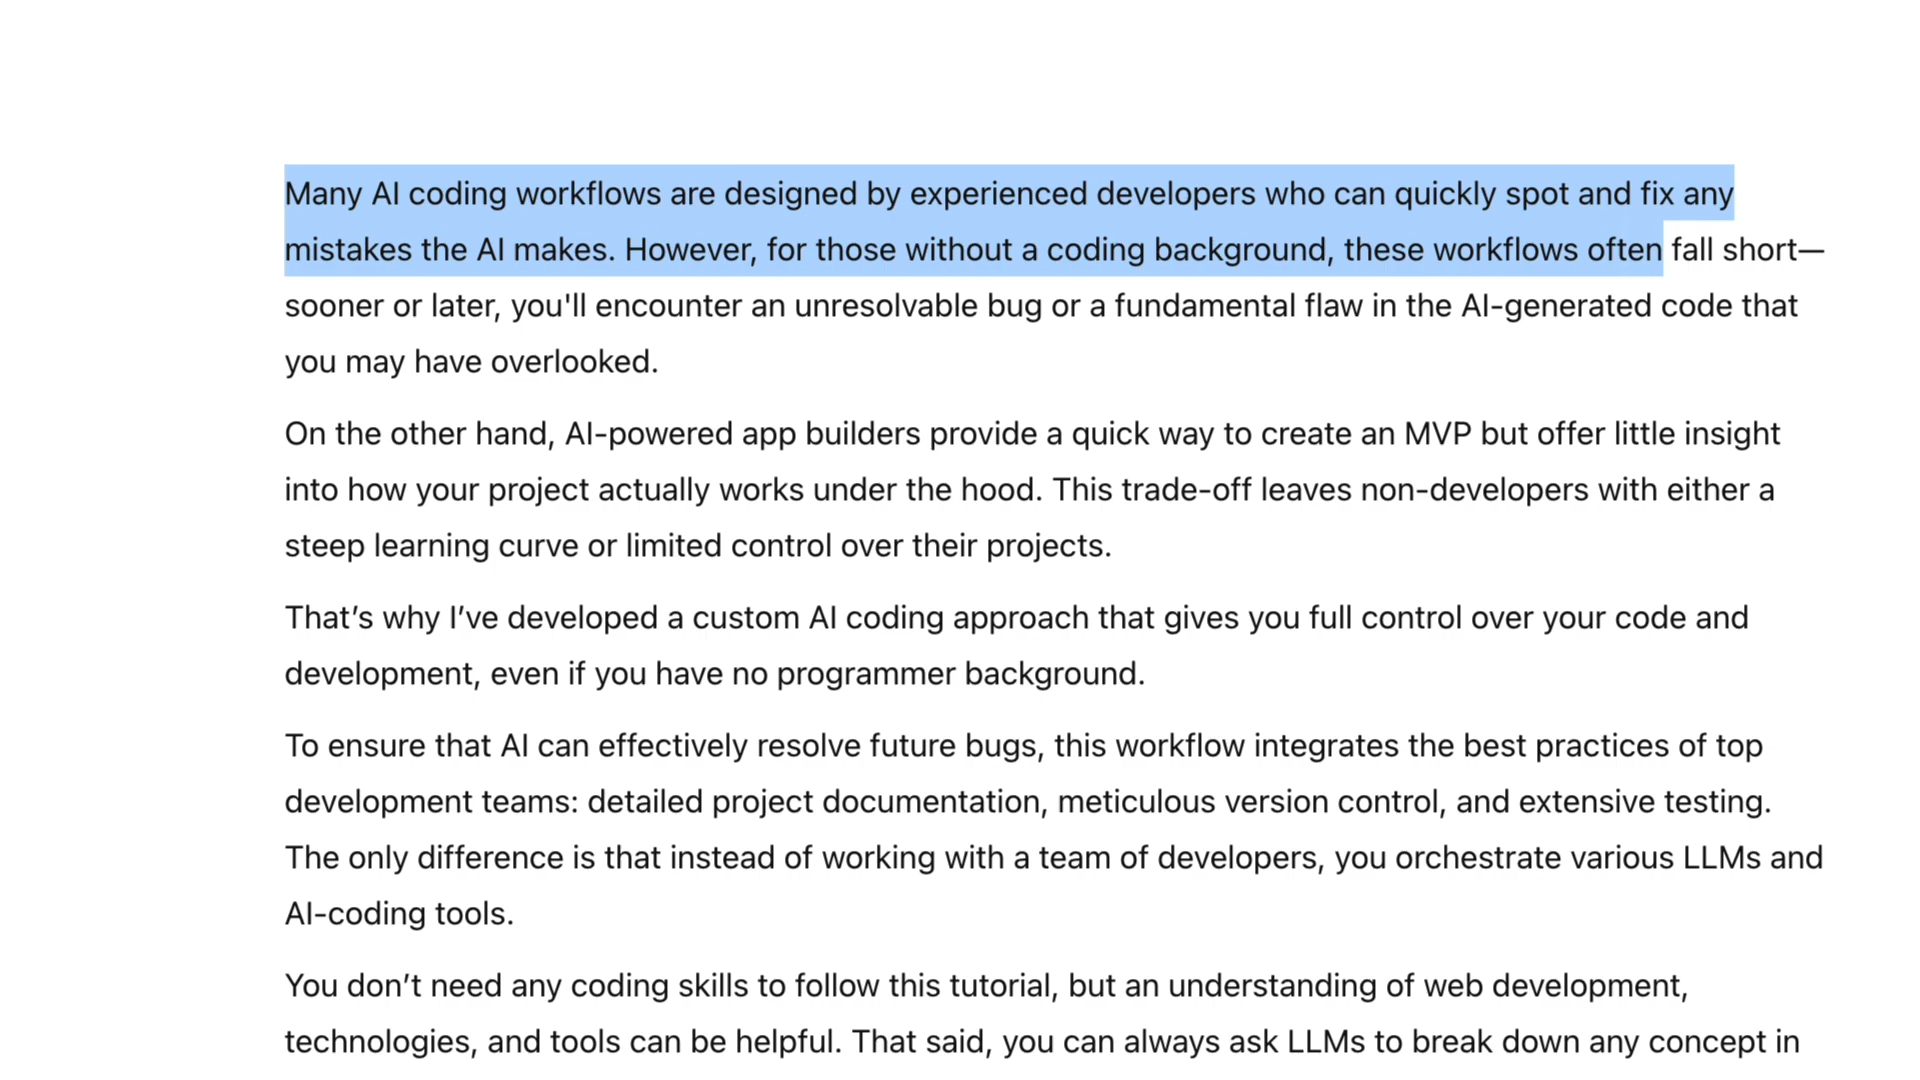 Many AI coding workflows are designed by experienced developers who can quickly spot and fix any
mistakes the AI makes. However, for those without a coding background, these workflows often fall short—
sooner or later, you'll encounter an unresolvable bug or a fundamental flaw in the AI-generated code that
you may have overlooked.
On the other hand, AI-powered app builders provide a quick way to create an MVP but offer little insight
into how your project actually works under the hood. This trade-off leaves non-developers with either a
steep learning curve or limited control over their projects.
That’s why I’ve developed a custom AI coding approach that gives you full control over your code and
development, even if you have no programmer background.
To ensure that AI can effectively resolve future bugs, this workflow integrates the best practices of top
development teams: detailed project documentation, meticulous version control, and extensive testing.
The only difference is that instead of working with a team of developers, you orchestrate various LLMs and
AI-coding tools.
You don’t need any coding skills to follow this tutorial, but an understanding of web development,
technologies, and tools can be helpful. That said, you can always ask LLMs to break down any concept in